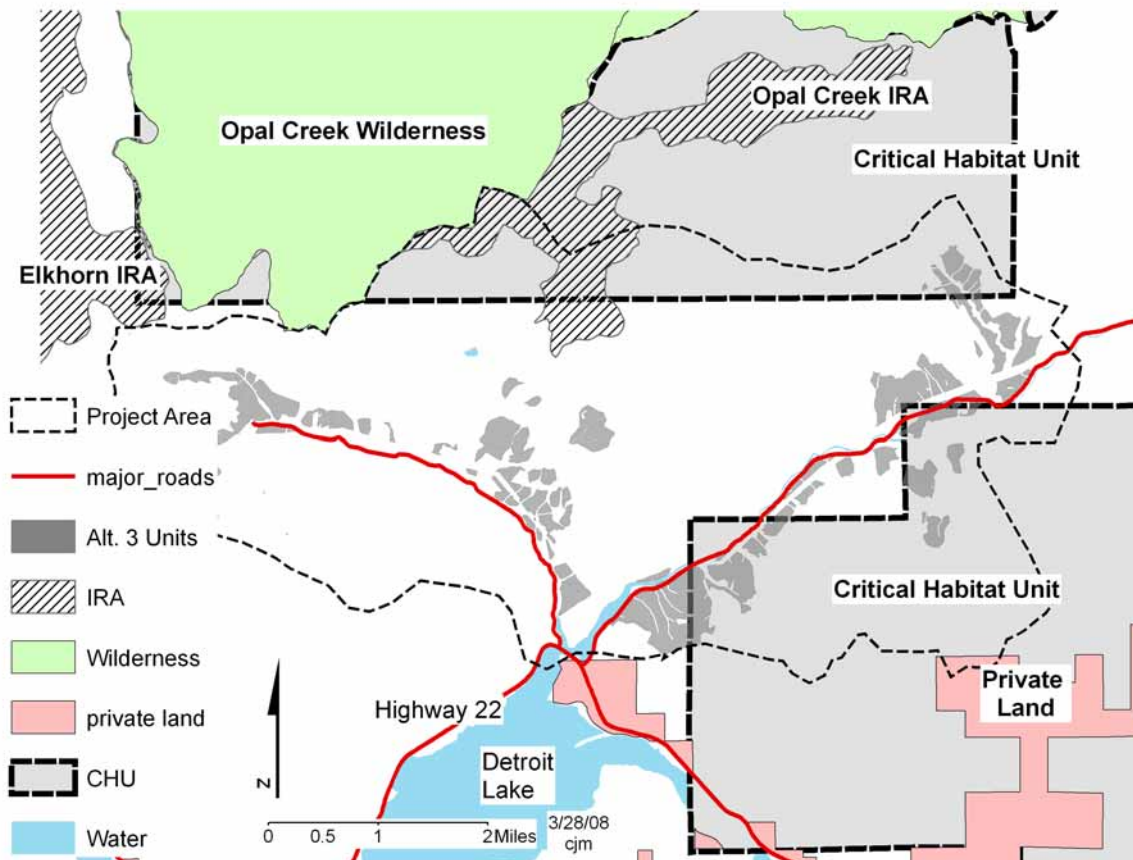 Opal Creek Wilderness
Opal Creek IRA
Critical Habitat Unit
Elkhorn IRA
Project Area
major_roads
Alt. 3 Units
IRA
Wilderness
private land
CHU
Water
Critical Habitat Unit
Private
Land
Highway 22
Detroit
Lake
N
0 0.5 1 2 Miles
3/28/08
cjm